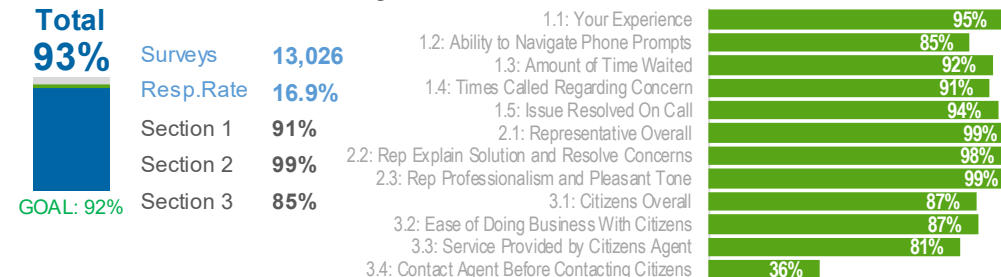 Total
93%
GOAL: 92%
Surveys 13,026
Resp.Rate 16.9%
Section 1 91%
Section 2 99%
Section 3 85%
1.1: Your Experience 95%
1.2: Ability to Navigate Phone Prompts 85%
1.3: Amount of Time Waited 92%
1.4: Times Called Regarding Concern 91%
1.5: Issue Resolved On Call 94%
2.1: Representative Overall 99%
2.2: Rep Explain Solution and Resolve Concerns 98%
2.3: Rep Professionalism and Pleasant Tone 99%
3.1: Citizens Overall 87%
3.2: Ease of Doing Business With Citizens 87%
3.3: Service Provided by Citizens Agent 81%
3.4: Contact Agent Before Contacting Citizens 36%